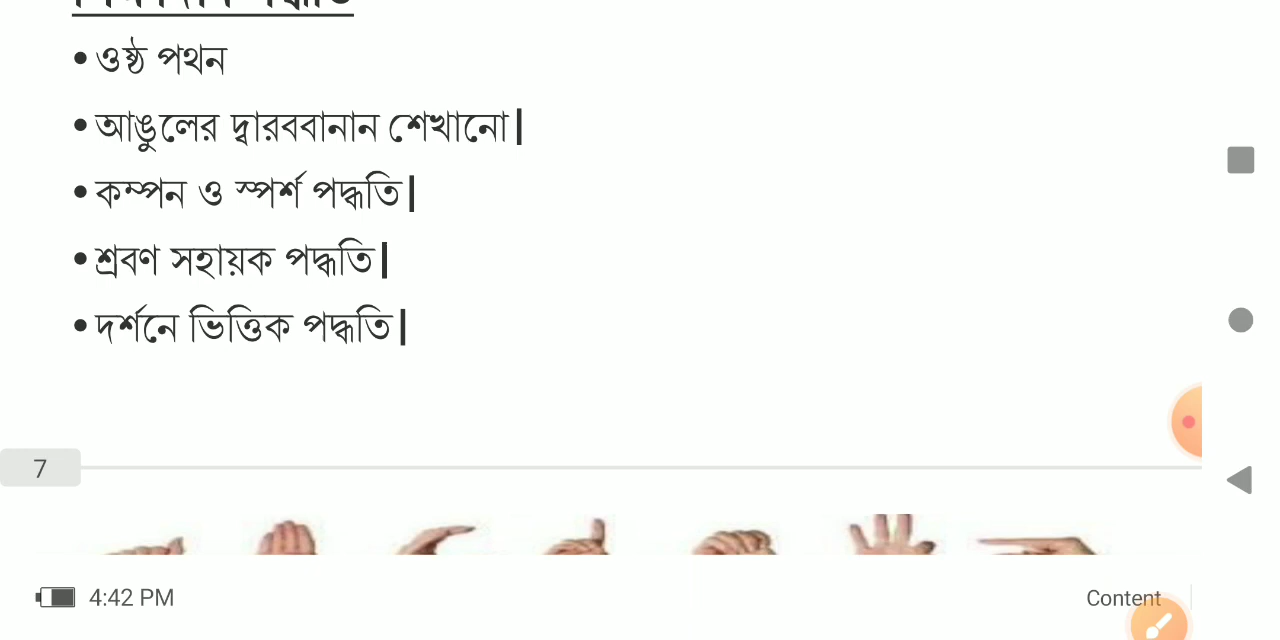 • ওষ্ঠ পথন
• আঙুলের দ্বারববানান শেখানো|
• কম্পন ও স্পর্শ পদ্ধতি|
• শ্রবণ সহায়ক পদ্ধতি|
• দর্শনে ভিত্তিক পদ্ধতি|
7
4:42 PM
Content